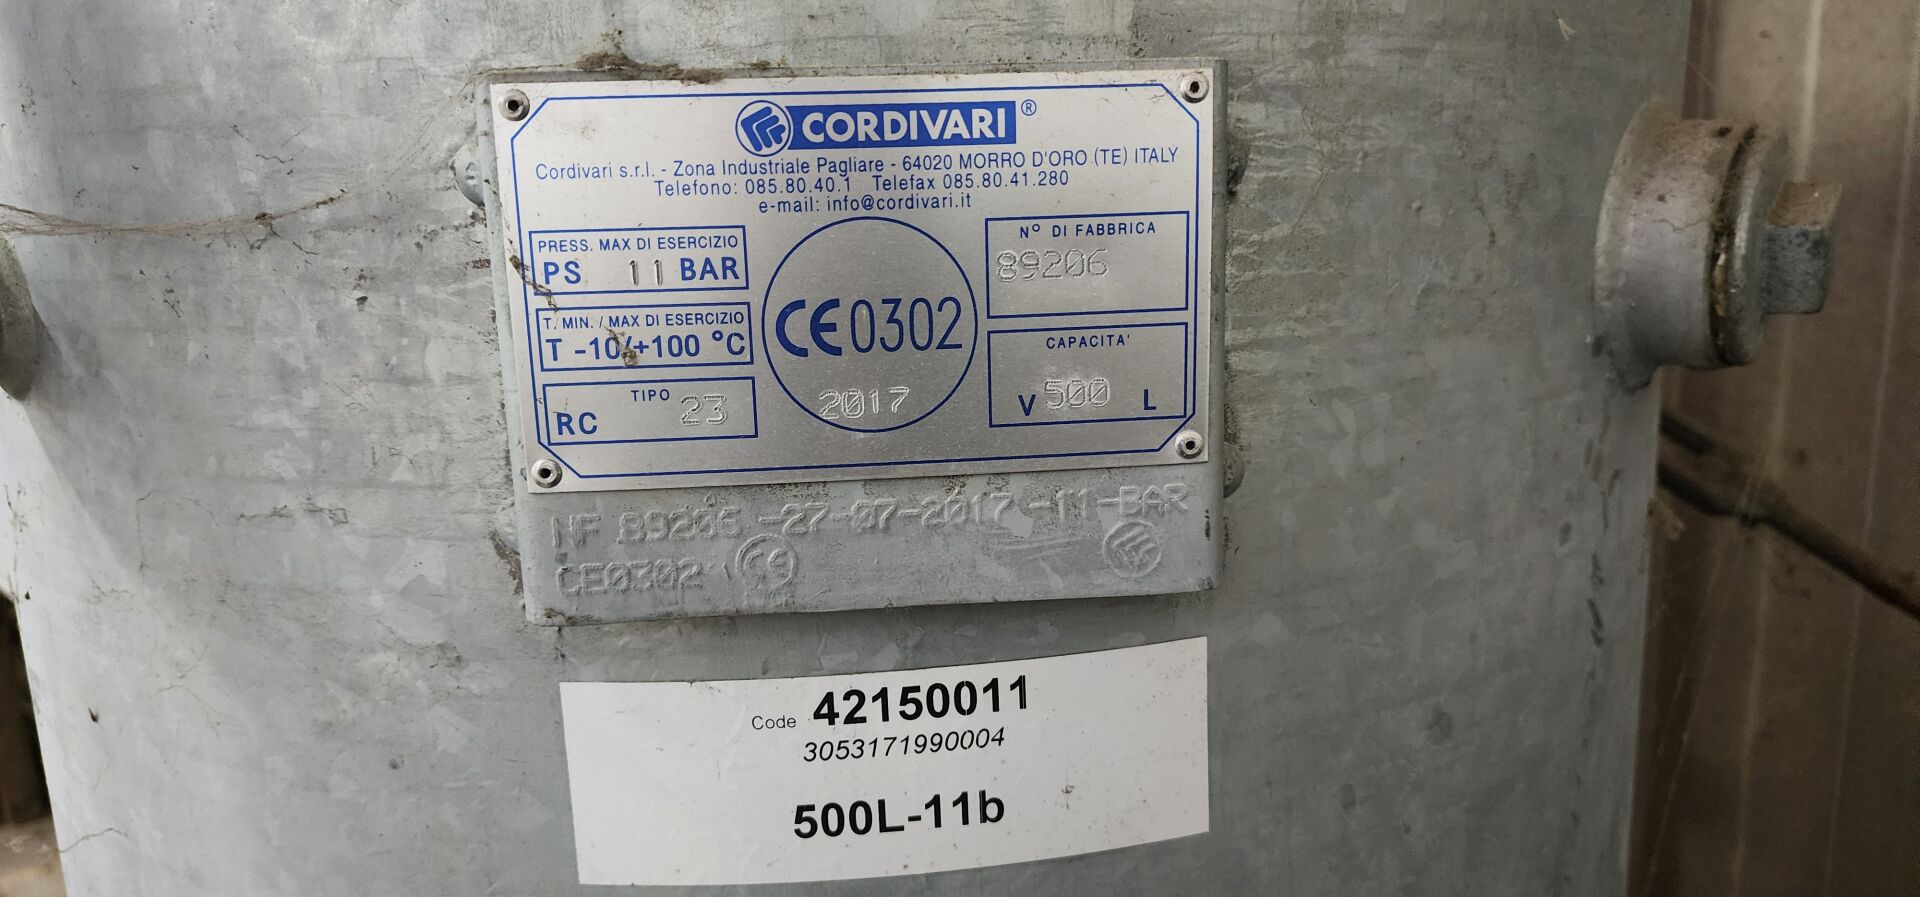 CORDIVARI ®
Cordivari s.r.l. - Zona Industriale Pagliare - 64020 MORRO D'ORO (TE) ITALY
Telefono: 085.80.40.1 Telefax 085.80.41.280
e-mail: info@cordivari.it
PRESS. MAX DI ESERCIZIO
PS 11 BAR
T. MIN. / MAX DI ESERCIZIO
T -10/+100 °C
TIPO
RC 23
CE0302
2017
N° DI FABBRICA
89206
CAPACITA'
V 500 L
NF 89206 -27-07-2017 -11-BAR
CE0302
Code 42150011
3053171990004
500L-11b